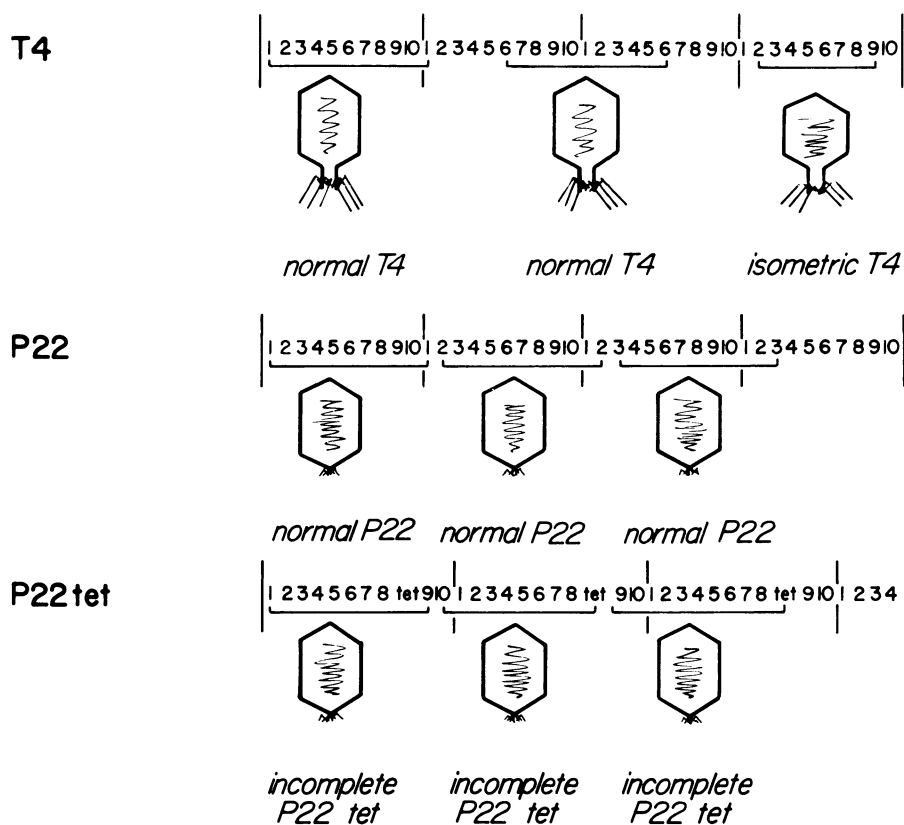 T4 1 2 3 4 5 6 7 8 9 10 1 2 3 4 5 6 7 8 9 10 1 2 3 4 5 6 7 8 9 10 1 2 3 4 5 6 7 8 9 10
normal T4 normal T4 isometric T4
P22 1 2 3 4 5 6 7 8 9 10 1 2 3 4 5 6 7 8 9 10 1 2 3 4 5 6 7 8 9 10 1 2 3 4 5 6 7 8 9 10
normal P22 normal P22 normal P22
P22 tet 1 2 3 4 5 6 7 8 tet 9 10 1 2 3 4 5 6 7 8 tet 9 10 1 2 3 4 5 6 7 8 tet 9 10 1 2 3 4
incomplete incomplete incomplete
P22 tet P22 tet P22 tet